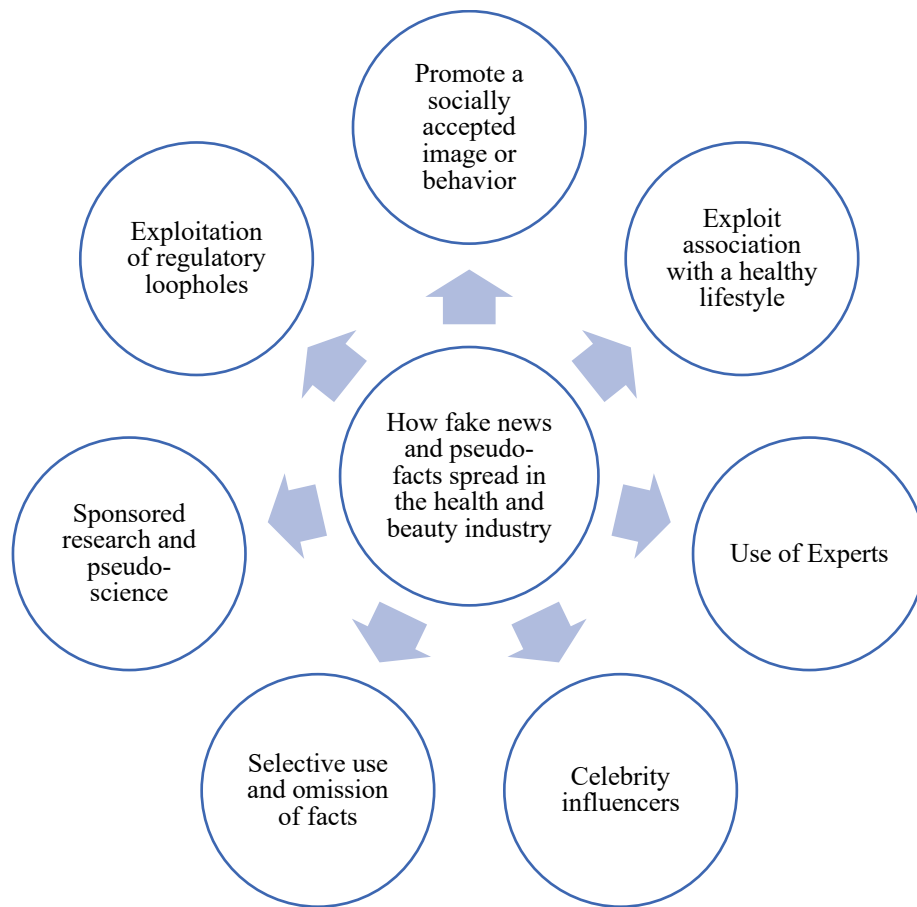 Promote a
socially
accepted
image or
behavior
Exploit
association
with a healthy
lifestyle
Use of Experts
Celebrity
influencers
Selective use
and omission
of facts
Sponsored
research and
pseudo-
science
Exploitation
of regulatory
loopholes
How fake news
and pseudo-
facts spread in
the health and
beauty industry